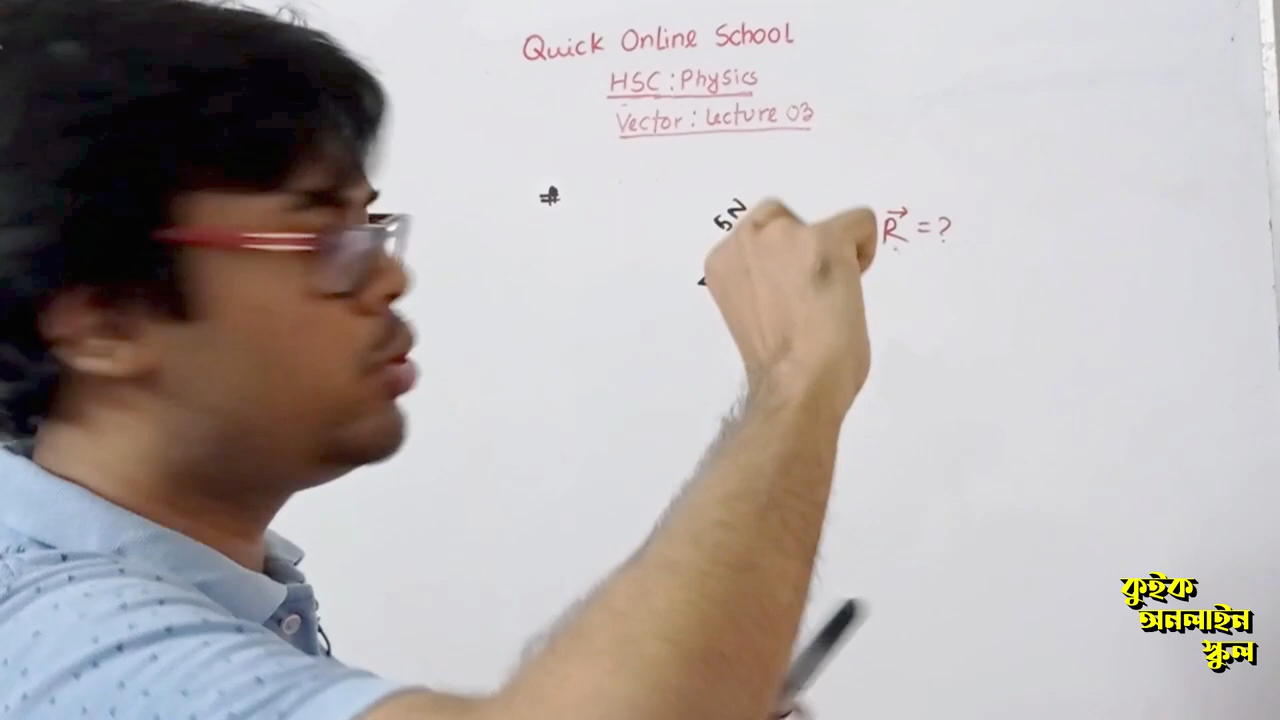 Quick Online School
HSC : Physics
Vector : Lecture 03
#
5N
R⃗ = ?
কুইক
অনলাইন
স্কুল